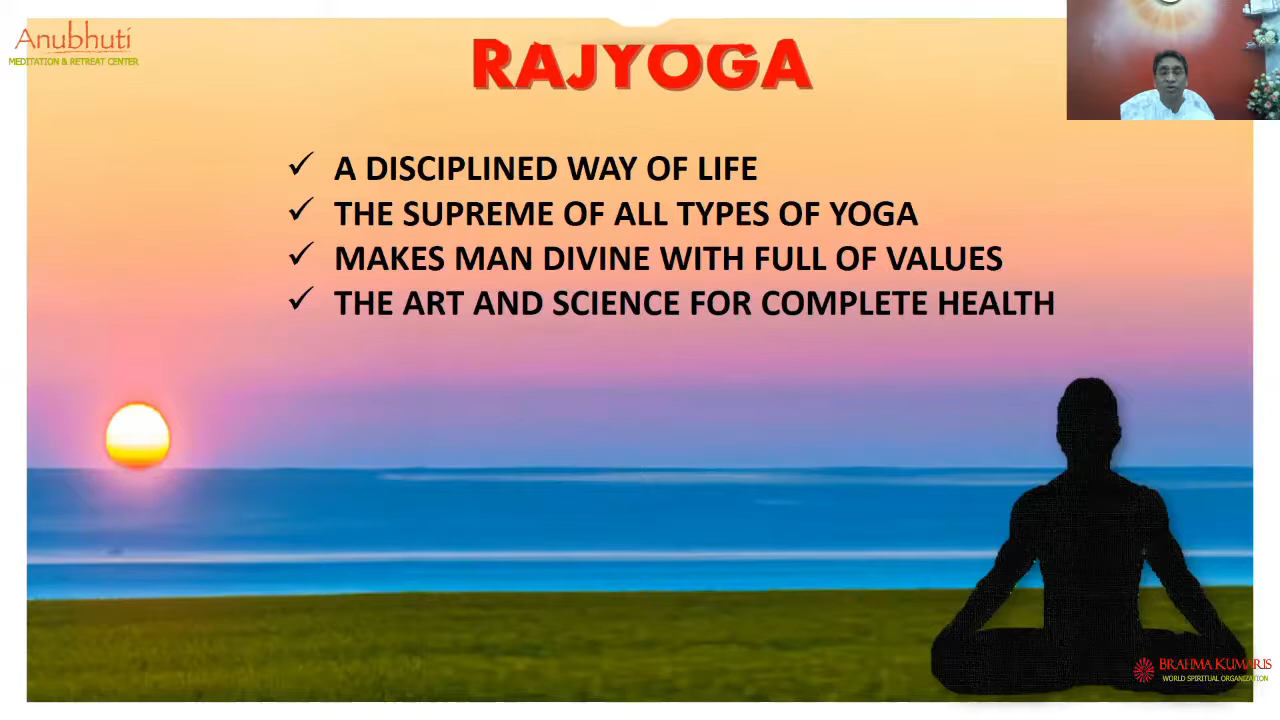 Anubhuti
MEDITATION & RETREAT CENTER
RAJYOGA
✓ A DISCIPLINED WAY OF LIFE
✓ THE SUPREME OF ALL TYPES OF YOGA
✓ MAKES MAN DIVINE WITH FULL OF VALUES
✓ THE ART AND SCIENCE FOR COMPLETE HEALTH
BRAHMA KUMARIS
WORLD SPIRITUAL ORGANIZATION